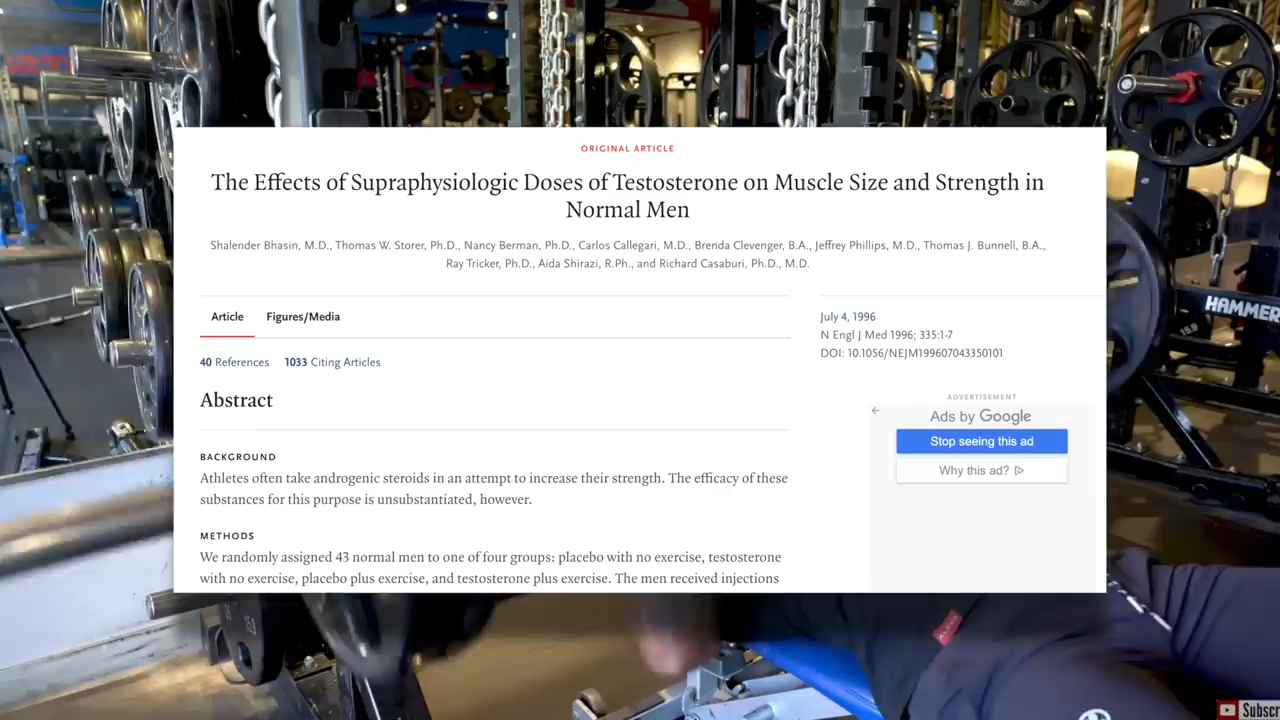 ORIGINAL ARTICLE
The Effects of Supraphysiologic Doses of Testosterone on Muscle Size and Strength in
Normal Men
Shalender Bhasin, M.D., Thomas W. Storer, Ph.D., Nancy Berman, Ph.D., Carlos Callegari, M.D., Brenda Clevenger, B.A., Jeffrey Phillips, M.D., Thomas J. Bunnell, B.A.,
Ray Tricker, Ph.D., Aida Shirazi, R.Ph., and Richard Casaburi, Ph.D., M.D.
Article Figures/Media
40 References 1033 Citing Articles
Abstract
BACKGROUND
Athletes often take androgenic steroids in an attempt to increase their strength. The efficacy of these
substances for this purpose is unsubstantiated, however.
METHODS
We randomly assigned 43 normal men to one of four groups: placebo with no exercise, testosterone
with no exercise, placebo plus exercise, and testosterone plus exercise. The men received injections
July 4, 1996
N Engl J Med 1996; 335:1-7
DOI: 10.1056/NEJM199607043350101
ADVERTISEMENT
Ads by Google
Stop seeing this ad
Why this ad?
HAMMER
15.9
Subscr